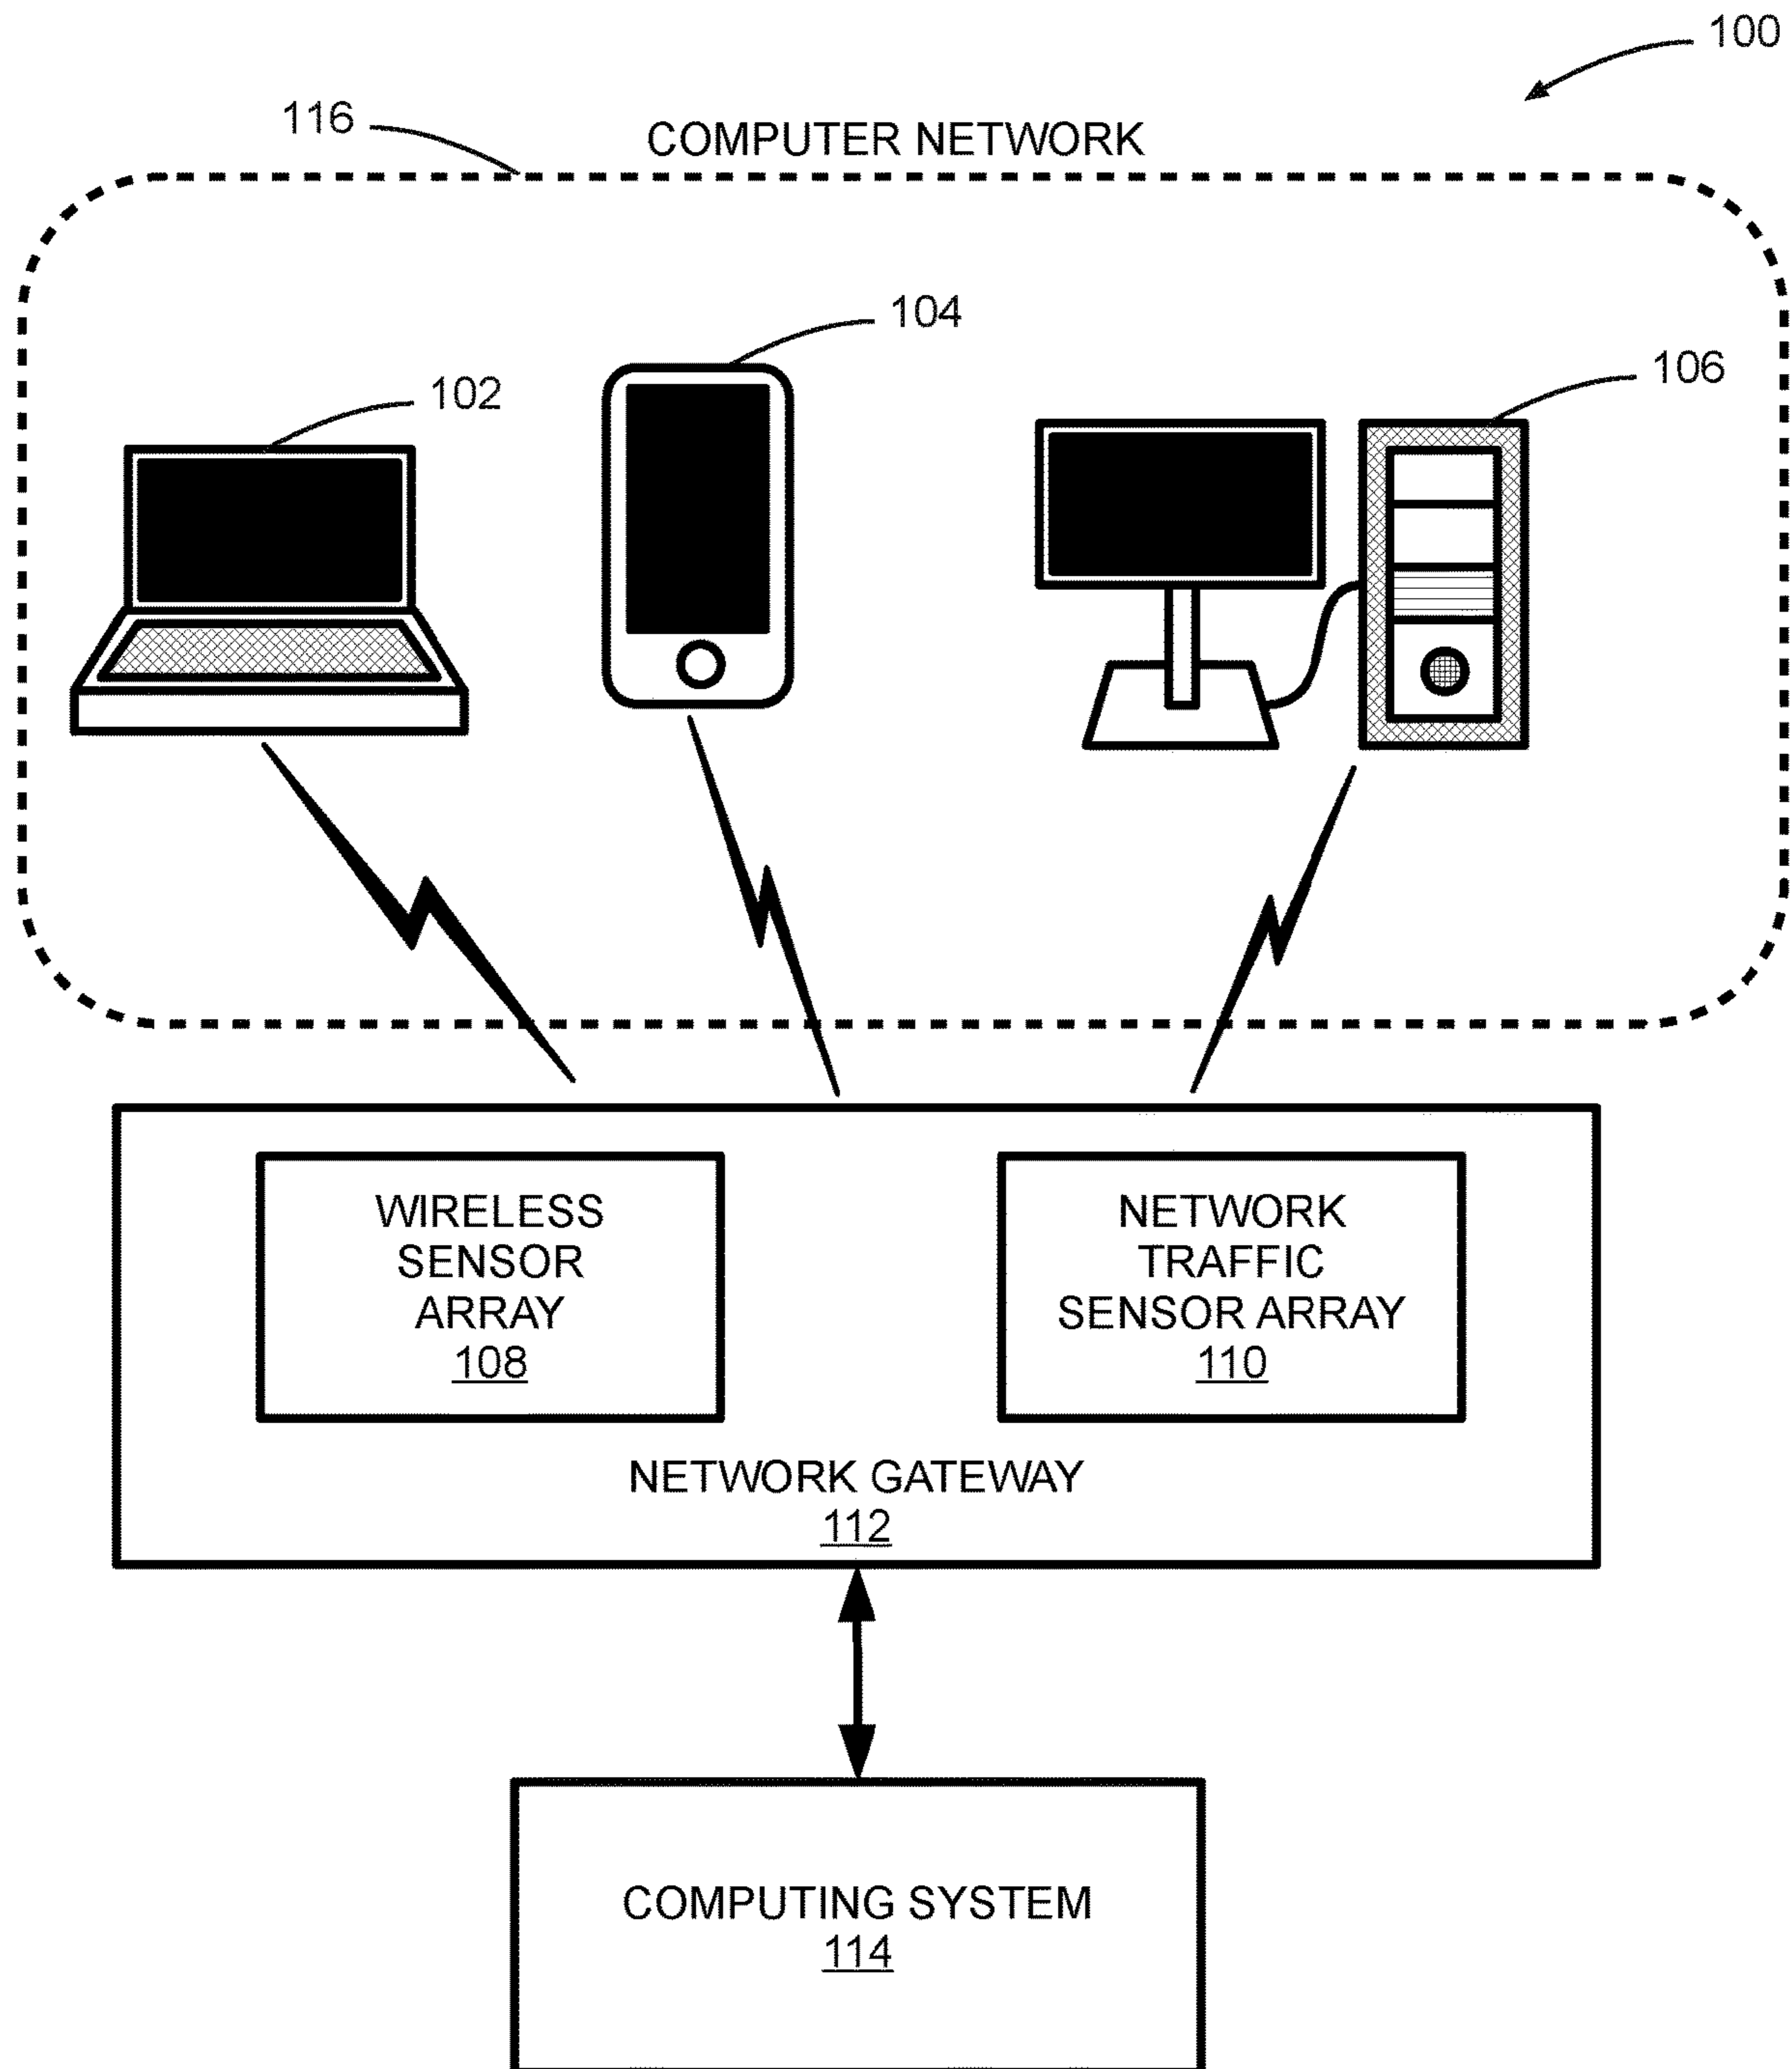 100
116
COMPUTER NETWORK
104
106
102
WIRELESS
SENSOR
ARRAY
108
NETWORK
TRAFFIC
SENSOR ARRAY
110
NETWORK GATEWAY
112
COMPUTING SYSTEM
114